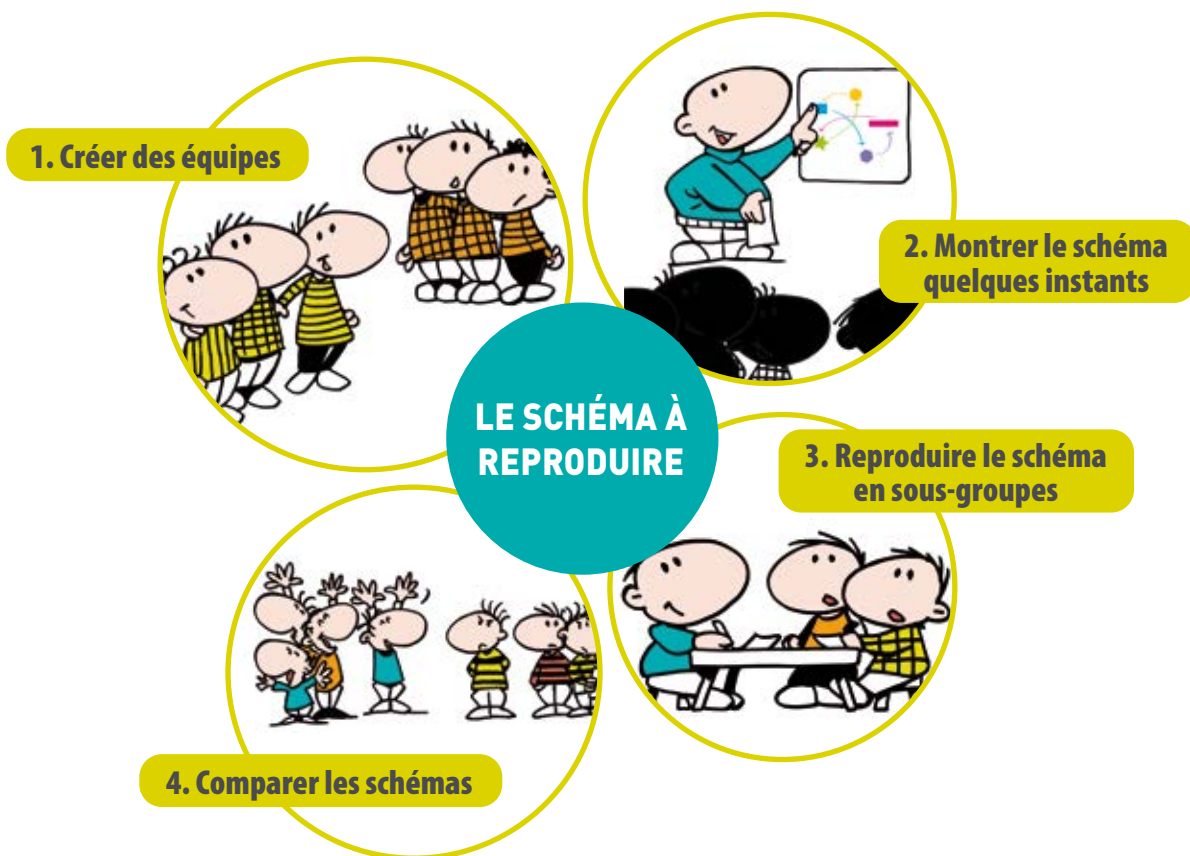 1. Créer des équipes
2. Montrer le schéma
quelques instants
LE SCHÉMA À
REPRODUIRE
3. Reproduire le schéma
en sous-groupes
4. Comparer les schémas